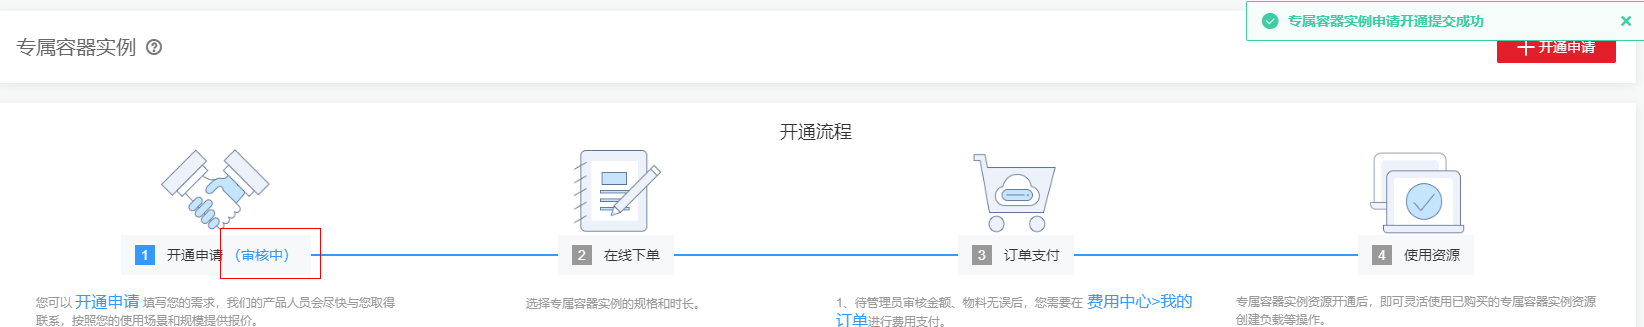 专属容器实例申请开通提交成功
专属容器实例
开通申请
开通流程
1 开通申请 （审核中）
2 在线下单
3 订单支付
4 使用资源
您可以 开通申请 填写您的需求，我们的产品人员会尽快与您取得
联系，按照您的使用场景和规模提供报价。
选择专属容器实例的规格和时长。
1、待管理员审核金额、物料无误后，您需要在 费用中心>我的
订单进行费用支付。
专属容器实例资源开通后，即可灵活使用已购买的专属容器实例资源
创建负载等操作。